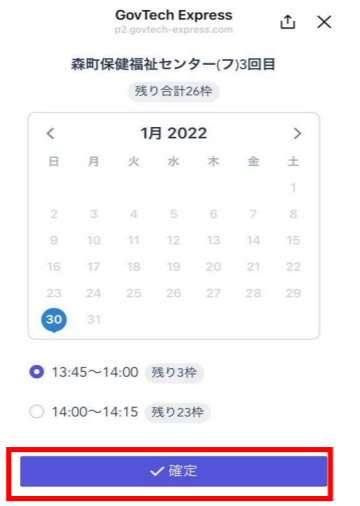 GovTech Express
p2.govtech-express.com
森町保健福祉センター(フ)3回目
残り合計26枠
1月 2022
日 月 火 水 木 金 土
1
2 3 4 5 6 7 8
9 10 11 12 13 14 15
16 17 18 19 20 21 22
23 24 25 26 27 28 29
30 31
13:45〜14:00 残り3枠
14:00〜14:15 残り23枠
確定